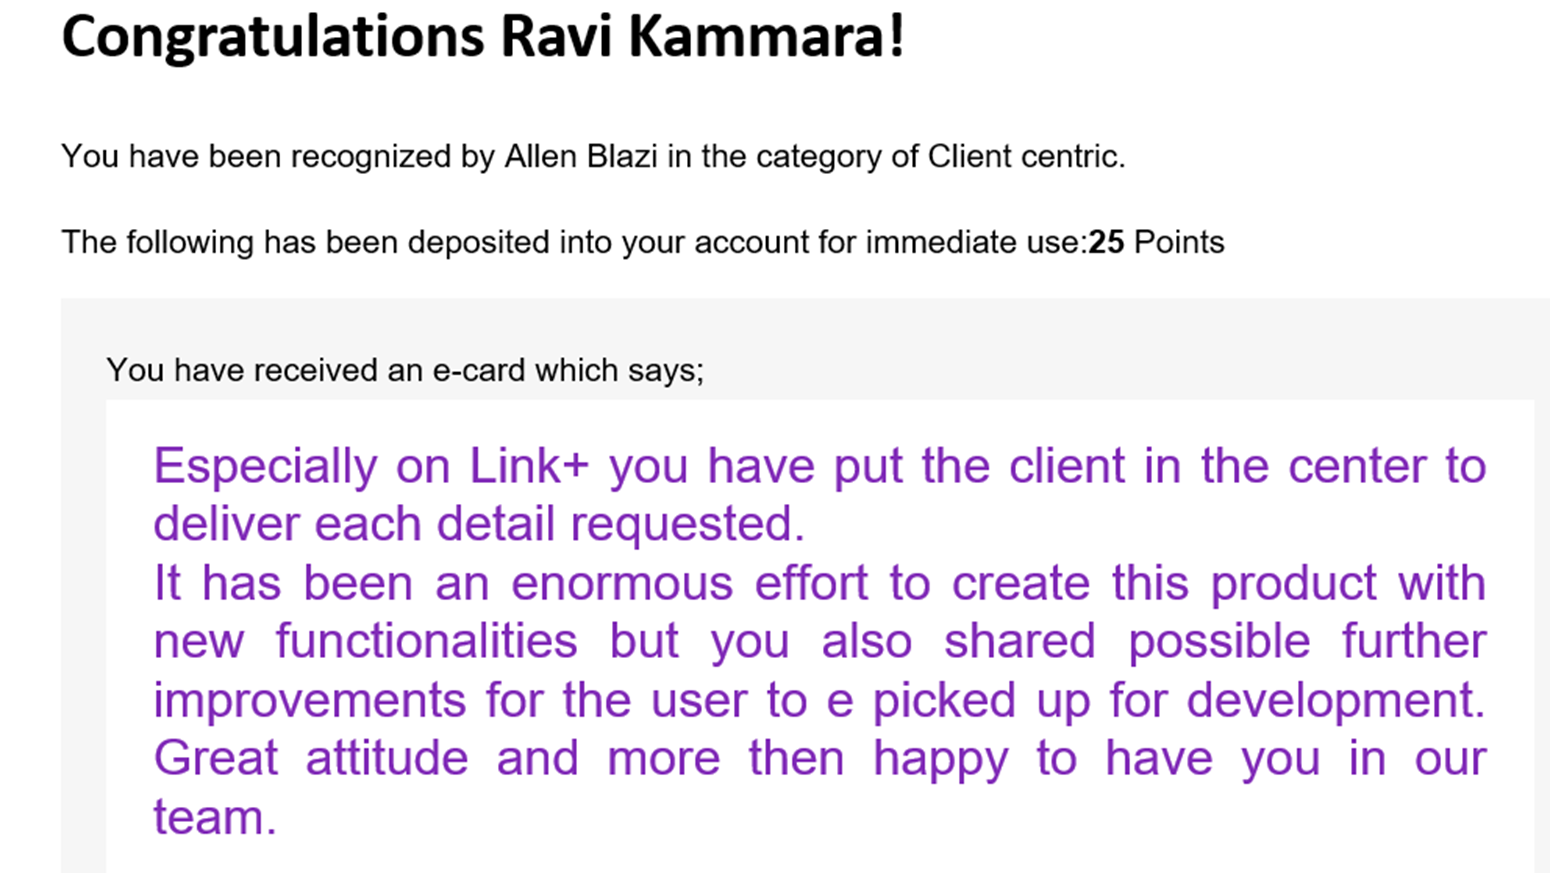 Congratulations Ravi Kammara!
You have been recognized by Allen Blazi in the category of Client centric.
The following has been deposited into your account for immediate use:25 Points
You have received an e-card which says;
Especially on Link+ you have put the client in the center to
deliver each detail requested.
It has been an enormous effort to create this product with
new functionalities but you also shared possible further
improvements for the user to e picked up for development.
Great attitude and more then happy to have you in our
team.